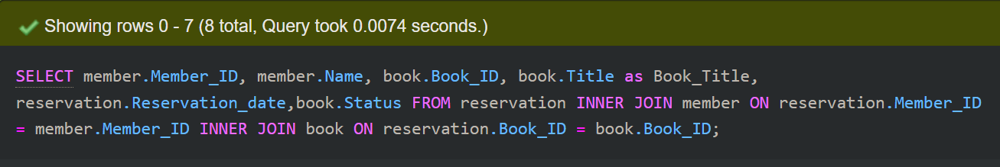 Showing rows 0 - 7 (8 total, Query took 0.0074 seconds.)
SELECT member.Member_ID, member.Name, book.Book_ID, book.Title as Book_Title,
reservation.Reservation_date,book.Status FROM reservation INNER JOIN member ON reservation.Member_ID
= member.Member_ID INNER JOIN book ON reservation.Book_ID = book.Book_ID;